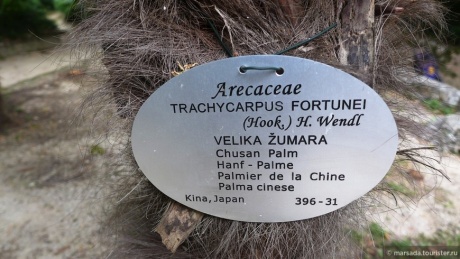 Arecaceae
TRACHYCARPUS FORTUNEI
(Hook.) H. Wendl
VELIKA ŽUMARA
Chusan Palm
Hanf - Palme
Palmier de la Chine
Palma cinese
Kina, Japan 396-31
© marsada.tourister.ru